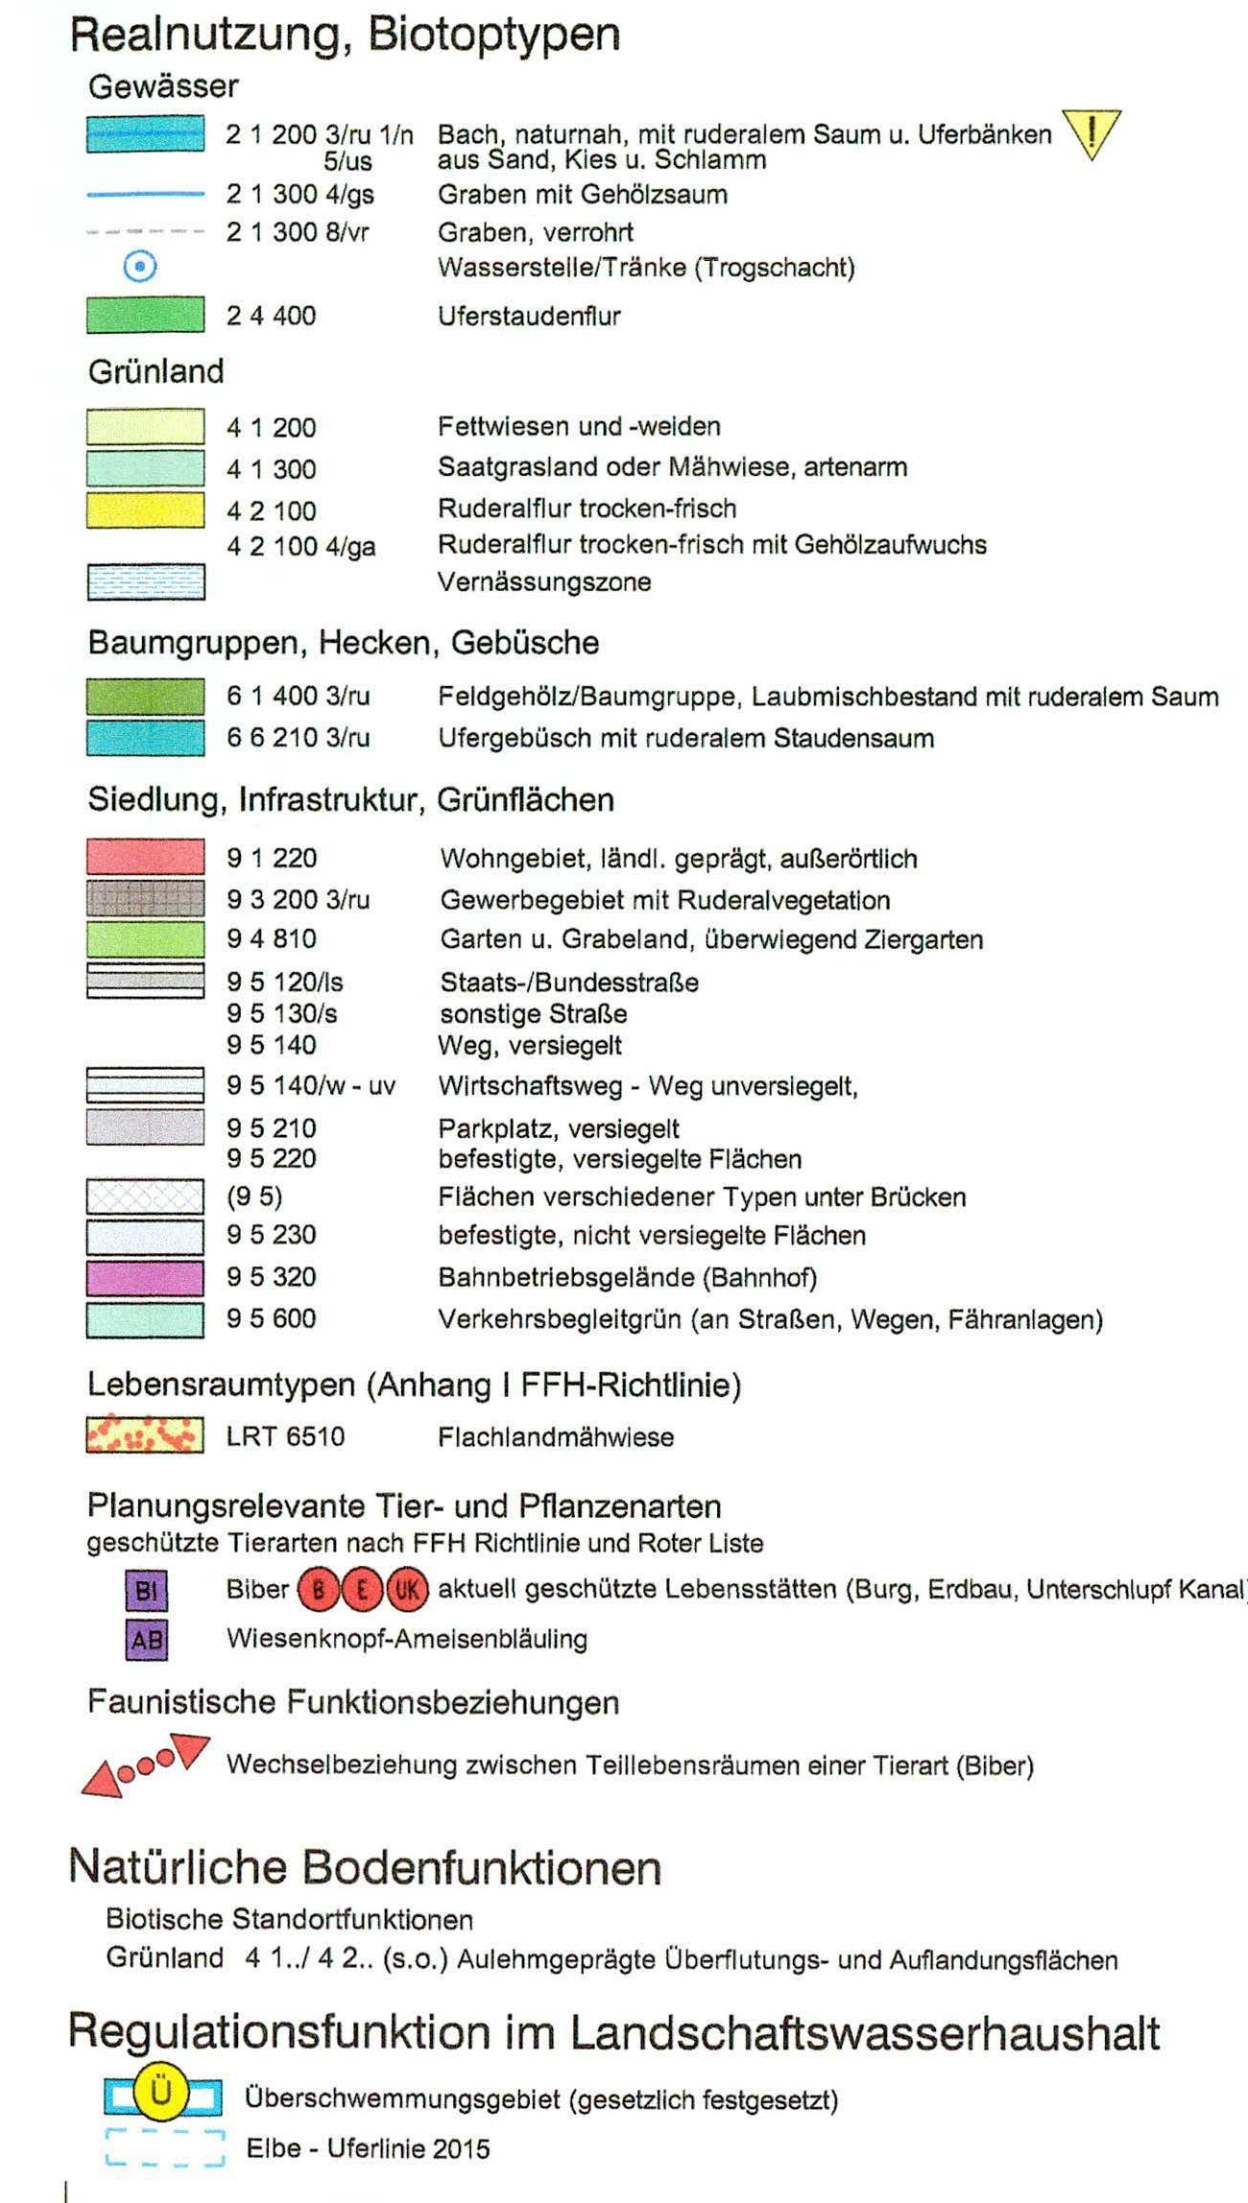 Realnutzung, Biotoptypen
Gewässer
2 1 200 3/ru 1/n Bach, naturnah, mit ruderalem Saum u. Uferbänken !
5/us aus Sand, Kies u. Schlamm
2 1 300 4/gs Graben mit Gehölzsaum
2 1 300 8/vr Graben, verrohrt
Wasserstelle/Tränke (Trogschacht)
2 4 400 Uferstaudenflur
Grünland
4 1 200 Fettwiesen und -weiden
4 1 300 Saatgrasland oder Mähwiese, artenarm
4 2 100 Ruderalflur trocken-frisch
4 2 100 4/ga Ruderalflur trocken-frisch mit Gehölzaufwuchs
Vernässungszone
Baumgruppen, Hecken, Gebüsche
6 1 400 3/ru Feldgehölz/Baumgruppe, Laubmischbestand mit ruderalem Saum
6 6 210 3/ru Ufergebüsch mit ruderalem Staudensaum
Siedlung, Infrastruktur, Grünflächen
9 1 220 Wohngebiet, ländl. geprägt, außerörtlich
9 3 200 3/ru Gewerbegebiet mit Ruderalvegetation
9 4 810 Garten u. Grabeland, überwiegend Ziergarten
9 5 120/ls Staats-/Bundesstraße
9 5 130/s sonstige Straße
9 5 140 Weg, versiegelt
9 5 140/w - uv Wirtschaftsweg - Weg unversiegelt,
9 5 210 Parkplatz, versiegelt
9 5 220 befestigte, versiegelte Flächen
(9 5) Flächen verschiedener Typen unter Brücken
9 5 230 befestigte, nicht versiegelte Flächen
9 5 320 Bahnbetriebsgelände (Bahnhof)
9 5 600 Verkehrsbegleitgrün (an Straßen, Wegen, Fähranlagen)
Lebensraumtypen (Anhang I FFH-Richtlinie)
LRT 6510 Flachlandmähwiese
Planungsrelevante Tier- und Pflanzenarten
geschützte Tierarten nach FFH Richtlinie und Roter Liste
BI Biber B E UK aktuell geschützte Lebensstätten (Burg, Erdbau, Unterschlupf Kanal)
AB Wiesenknopf-Ameisenbläuling
Faunistische Funktionsbeziehungen
Wechselbeziehung zwischen Teillebensräumen einer Tierart (Biber)
Natürliche Bodenfunktionen
Biotische Standortfunktionen
Grünland 4 1../ 4 2.. (s.o.) Aulehmgeprägte Überflutungs- und Auflandungsflächen
Regulationsfunktion im Landschaftswasserhaushalt
Ü Überschwemmungsgebiet (gesetzlich festgesetzt)
Elbe - Uferlinie 2015